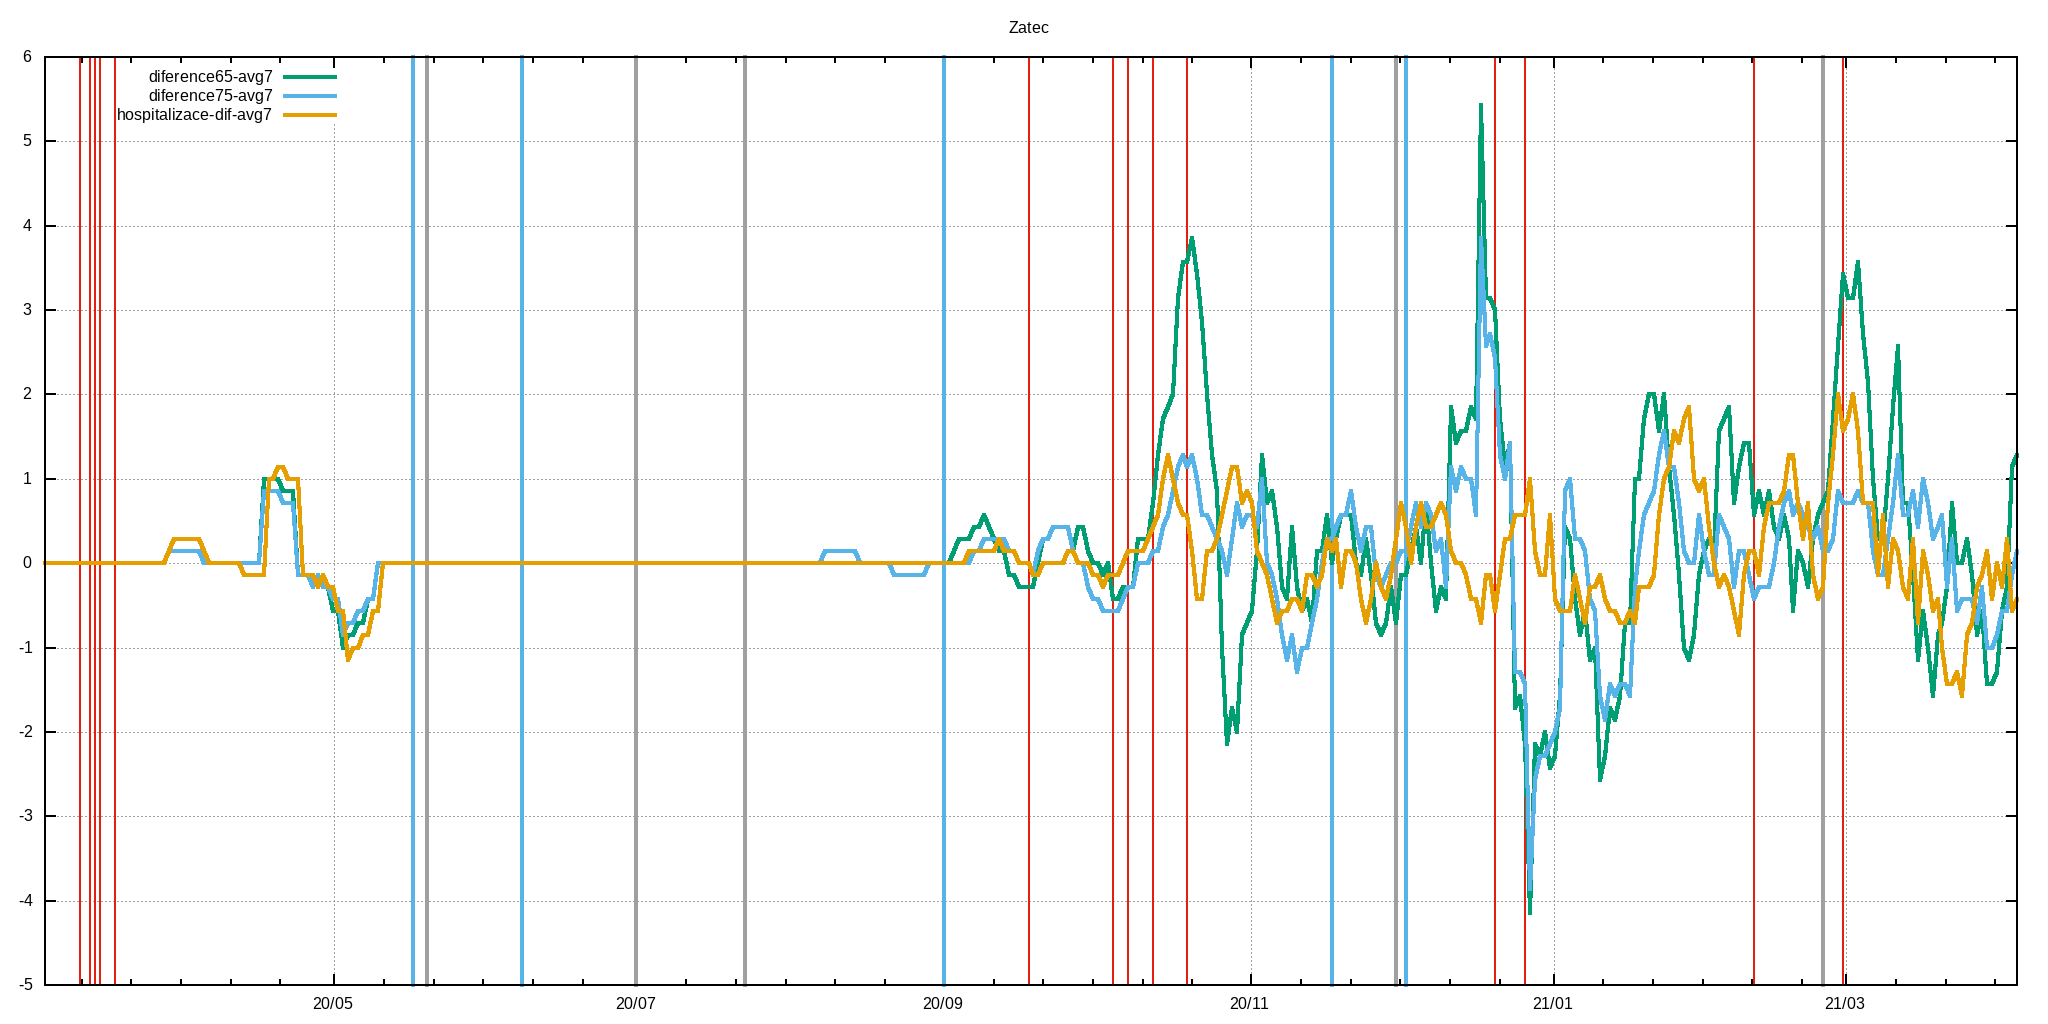 Zatec
6
diference65-avg7
diference75-avg7
hospitalizace-dif-avg7
5
4
3
2
1
0
-1
-2
-3
-4
-5
20/05 20/07 20/09 20/11 21/01 21/03